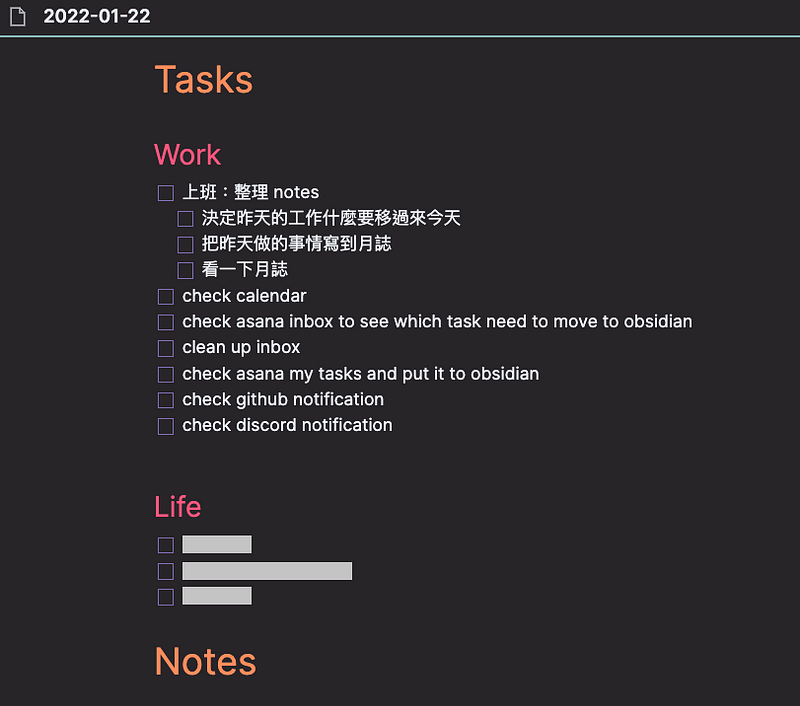 2022-01-22
Tasks
Work
上班：整理 notes
決定昨天的工作什麼要移過來今天
把昨天做的事情寫到月誌
看一下月誌
check calendar
check asana inbox to see which task need to move to obsidian
clean up inbox
check asana my tasks and put it to obsidian
check github notification
check discord notification
Life
Notes